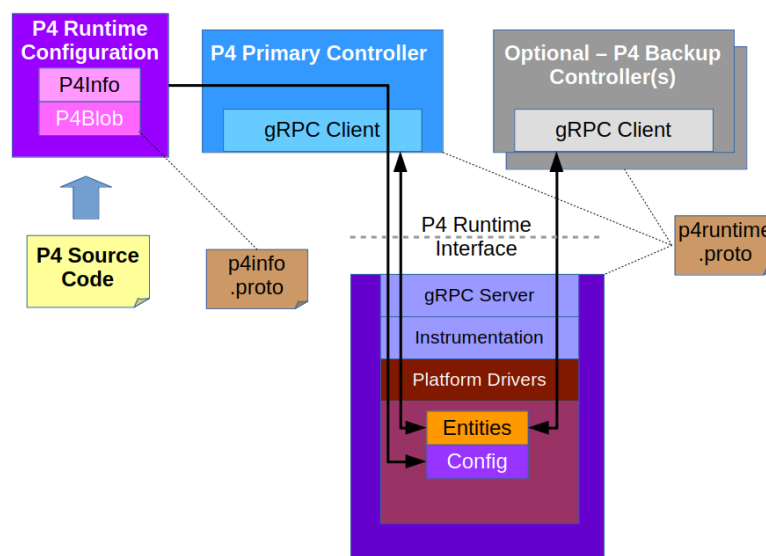 P4 Runtime
Configuration
P4Info
P4Blob
P4 Primary Controller
gRPC Client
Optional – P4 Backup
Controller(s)
gRPC Client
P4 Source
Code
p4info
.proto
P4 Runtime
Interface
p4runtime
.proto
gRPC Server
Instrumentation
Platform Drivers
Entities
Config